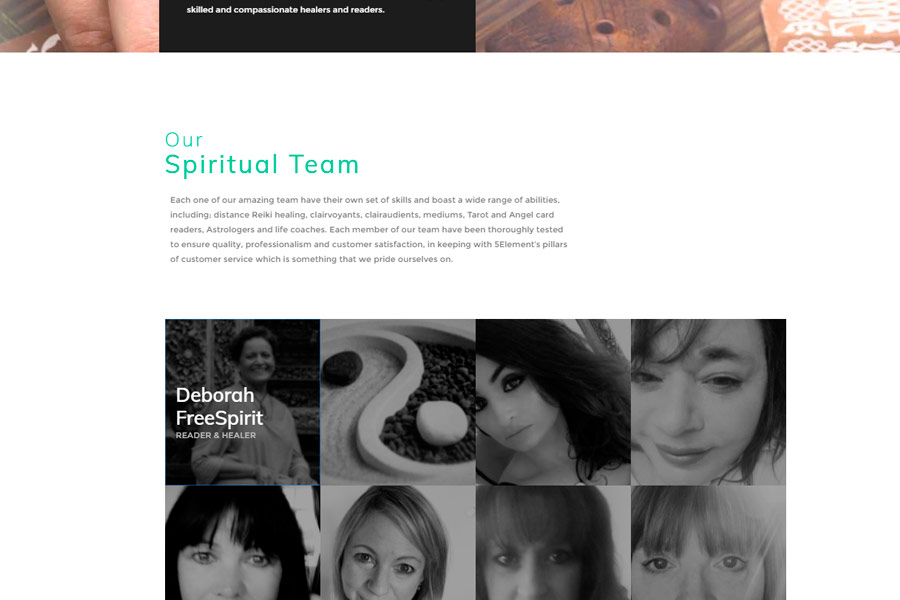 skilled and compassionate healers and readers.
Our
Spiritual Team
Each one of our amazing team have their own set of skills and boast a wide range of abilities,
including; distance Reiki healing, clairvoyants, clairaudients, mediums, Tarot and Angel card
readers, Astrologers and life coaches. Each member of our team have been thoroughly tested
to ensure quality, professionalism and customer satisfaction, in keeping with 5Element's pillars
of customer service which is something that we pride ourselves on.
Deborah
FreeSpirit
READER & HEALER